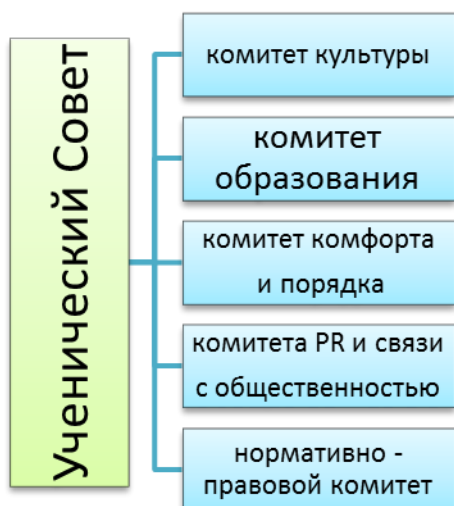 Ученический Совет
комитет культуры
комитет
образования
комитет комфорта
и порядка
комитета PR и связи
с общественностью
нормативно -
правовой комитет